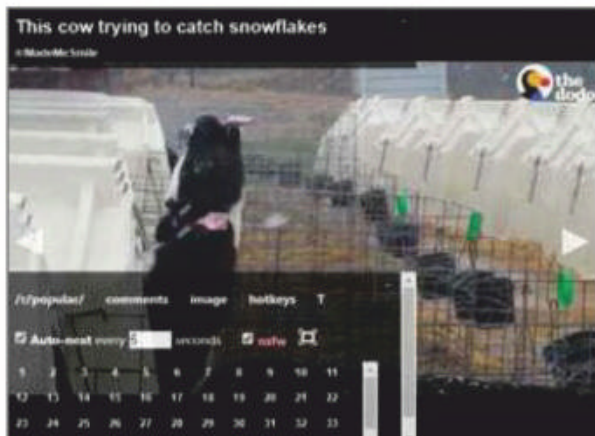 This cow trying to catch snowflakes
r/MadeMeSmile
the
dodo
/r/popular/ comments image hotkeys T
Auto-next every 5 seconds nsfw
1 2 3 4 5 6 7 8 9 10 11
12 13 14 15 16 17 18 19 20 21 22
23 24 25 26 27 28 29 30 31 32 33